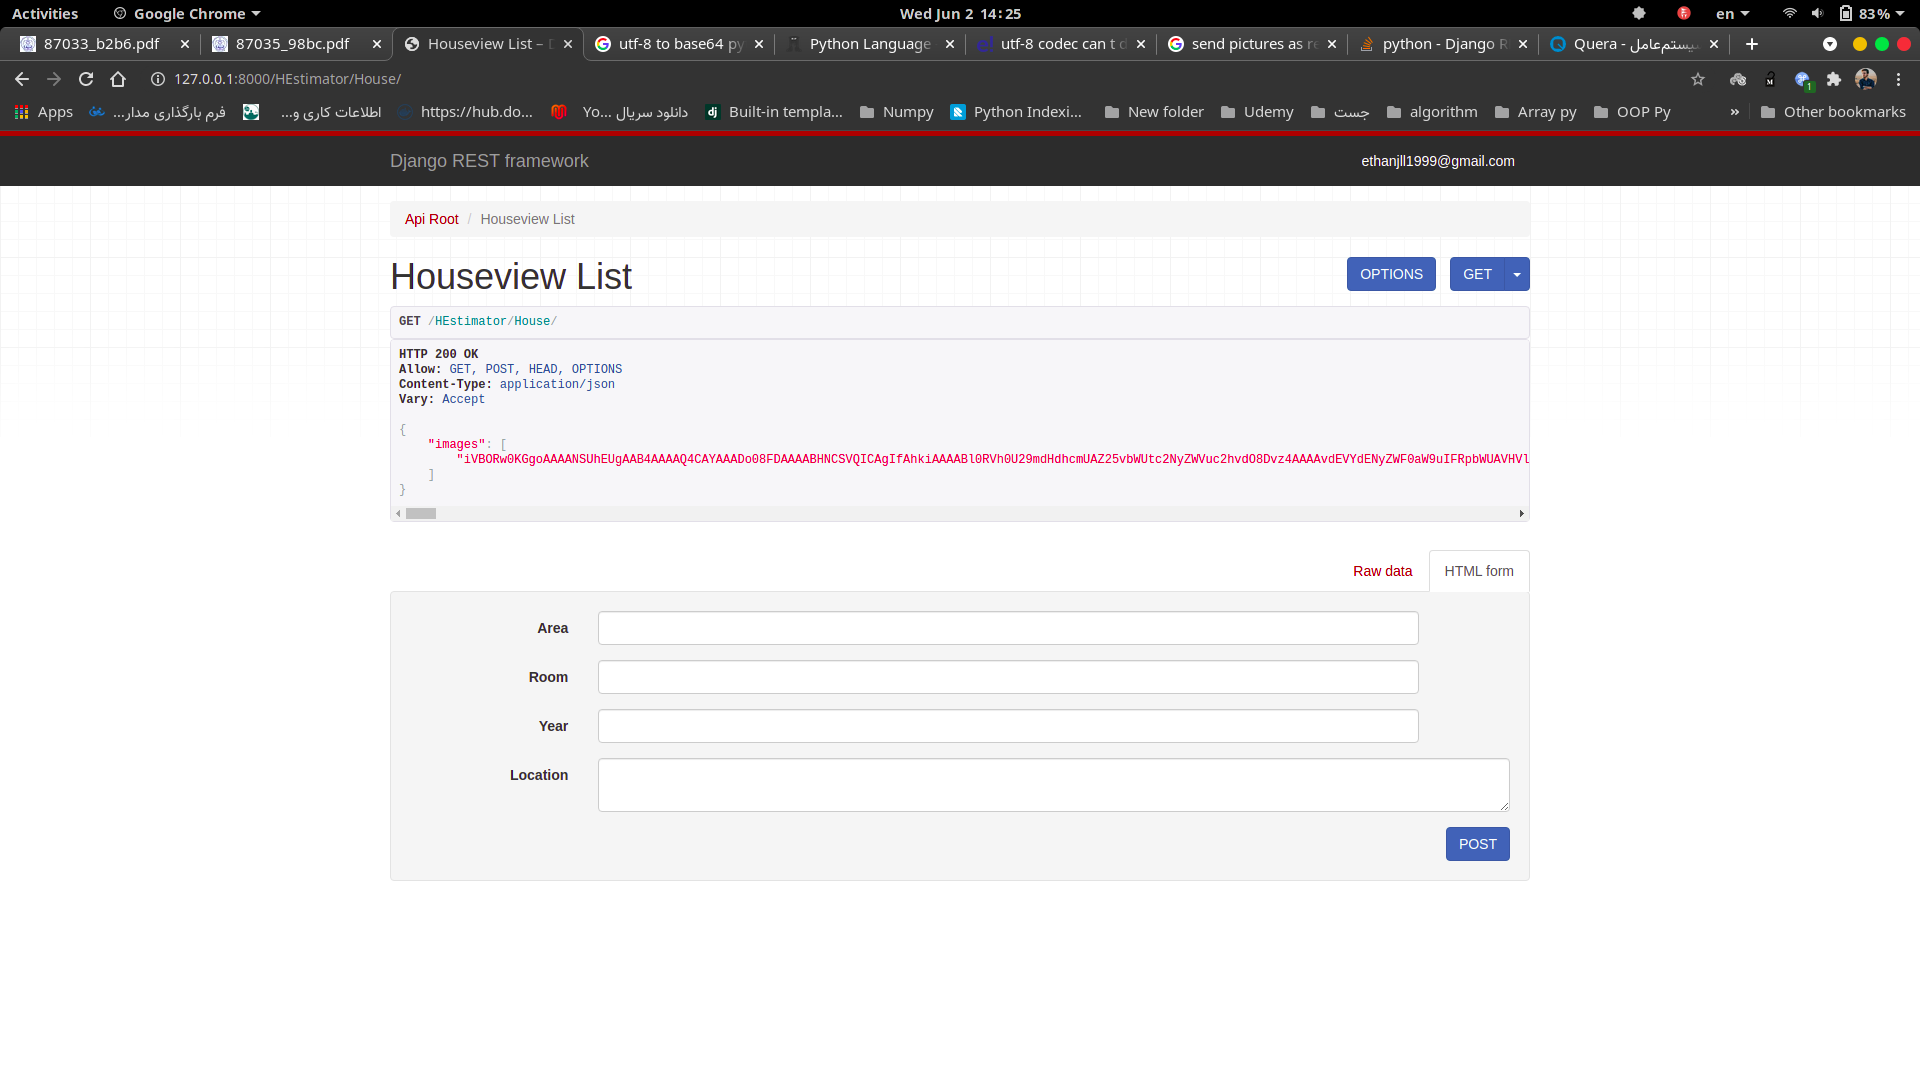 Activities Google Chrome Wed Jun 2 14:25 en 83%
87033_b2b6.pdf 87035_98bc.pdf Houseview List – utf-8 to base64 py Python Language utf-8 codec can t d send pictures as re python - Django R Quera - سیستم‌عامل
127.0.0.1:8000/HEstimator/House/
Apps فرم بارگذاری مدار... اطلاعات کاری و... https://hub.do... دانلود سریال Yo... dj Built-in templa... Numpy Python Indexi... New folder Udemy جست algorithm Array py OOP Py » Other bookmarks
Django REST framework ethanjll1999@gmail.com
Api Root / Houseview List
Houseview List OPTIONS GET
GET /HEstimator/House/
HTTP 200 OK
Allow: GET, POST, HEAD, OPTIONS
Content-Type: application/json
Vary: Accept
{
"images": [
"iVBORw0KGgoAAAANSUhEUgAAB4AAAAQ4CAYAAADo08FDAAAABHNCSVQICAgIfAhkiAAAABl0RVh0U29mdHdhcmUAZ25vbWUtc2NyZWVuc2hvdO8Dvz4AAAAvdEVYdENyZWF0aW9uIFRpbWUAVHVl
]
}
Raw data HTML form
Area
Room
Year
Location
POST